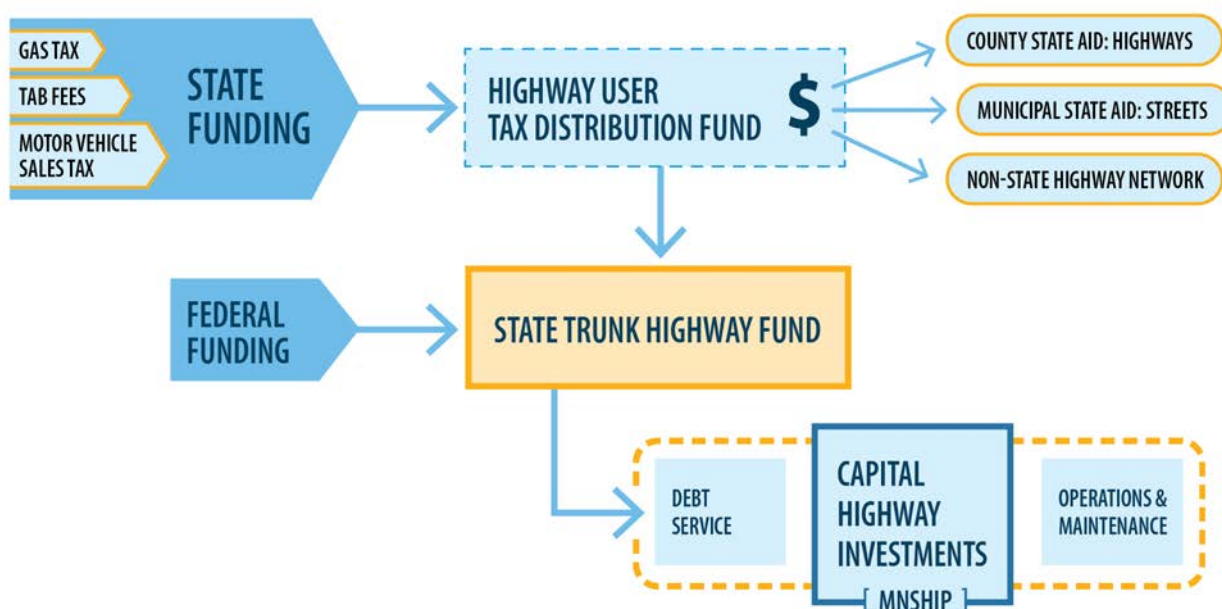 GAS TAX
TAB FEES
MOTOR VEHICLE
SALES TAX
STATE
FUNDING
HIGHWAY USER
TAX DISTRIBUTION FUND
$
COUNTY STATE AID: HIGHWAYS
MUNICIPAL STATE AID: STREETS
NON-STATE HIGHWAY NETWORK
FEDERAL
FUNDING
STATE TRUNK HIGHWAY FUND
DEBT
SERVICE
CAPITAL
HIGHWAY
INVESTMENTS
[ MNSHIP ]
OPERATIONS &
MAINTENANCE